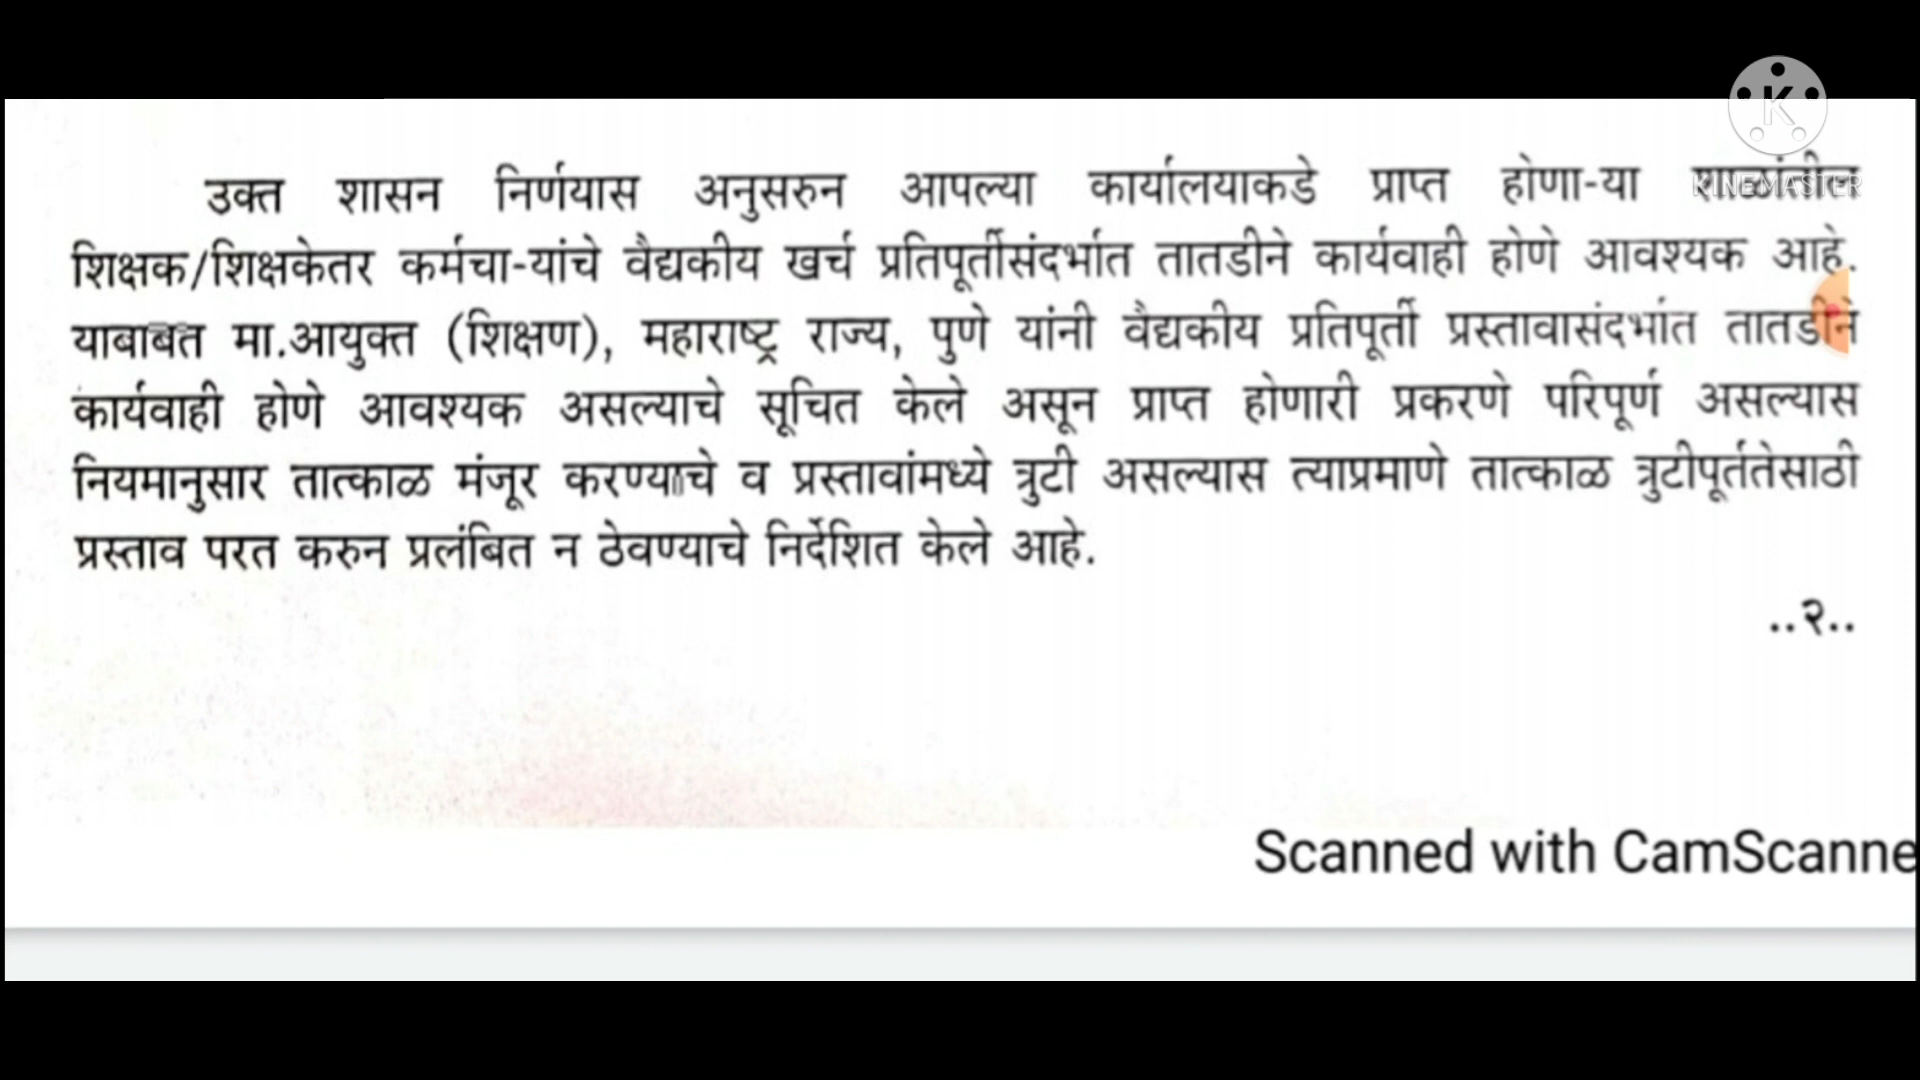 K
KINEMASTER
उक्त शासन निर्णयास अनुसरुन आपल्या कार्यालयाकडे प्राप्त होणा-या शाळांतील
शिक्षक/शिक्षकेतर कर्मचा-यांचे वैद्यकीय खर्च प्रतिपूर्तीसंदर्भात तातडीने कार्यवाही होणे आवश्यक आहे.
याबाबत मा.आयुक्त (शिक्षण), महाराष्ट्र राज्य, पुणे यांनी वैद्यकीय प्रतिपूर्ती प्रस्तावासंदर्भात तातडीने
कार्यवाही होणे आवश्यक असल्याचे सूचित केले असून प्राप्त होणारी प्रकरणे परिपूर्ण असल्यास
नियमानुसार तात्काळ मंजूर करण्याचे व प्रस्तावांमध्ये त्रुटी असल्यास त्याप्रमाणे तात्काळ त्रुटीपूर्ततेसाठी
प्रस्ताव परत करुन प्रलंबित न ठेवण्याचे निर्देशित केले आहे.
..२..
Scanned with CamScanne